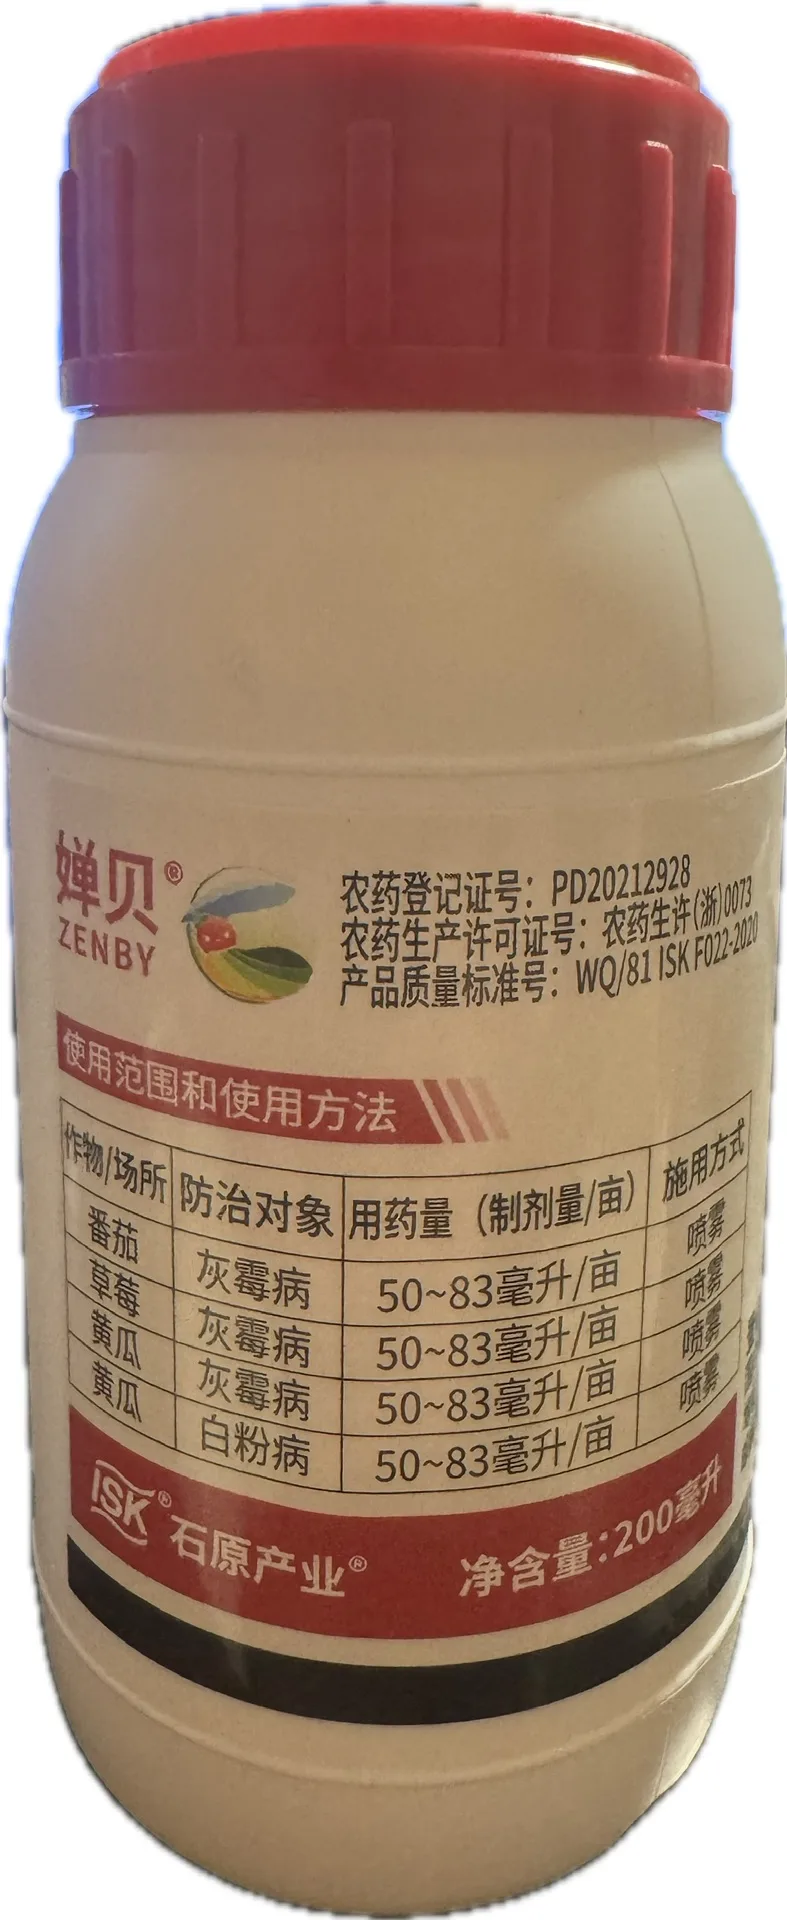 婵贝®
ZENBY
农药登记证号：PD20212928
农药生产许可证号：农药生许(浙)0073
产品质量标准号：WQ/81 ISK F022-2020
使用范围和使用方法
作物/场所 防治对象 用药量（制剂量/亩） 施用方式
番茄 灰霉病 50~83毫升/亩 喷雾
草莓 灰霉病 50~83毫升/亩 喷雾
黄瓜 灰霉病 50~83毫升/亩 喷雾
黄瓜 白粉病 50~83毫升/亩 喷雾
ISK® 石原产业® 净含量：200毫升